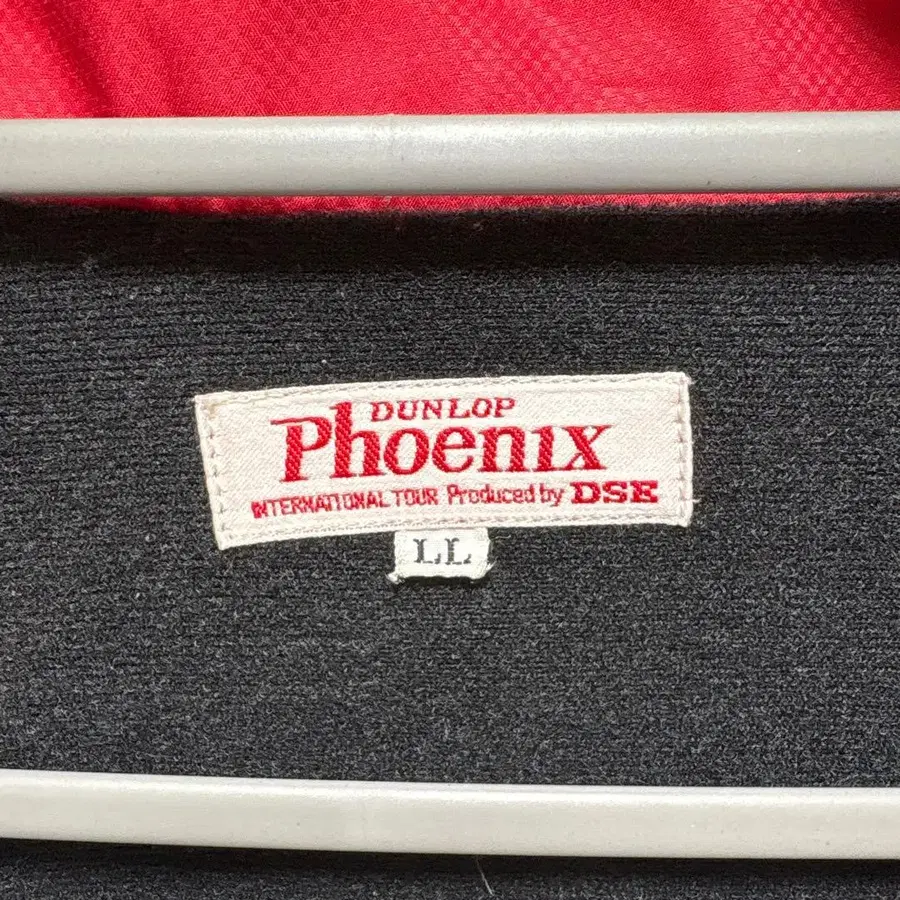 DUNLOP
Phoenix
INTERNATIONAL TOUR Produced by DSE
LL